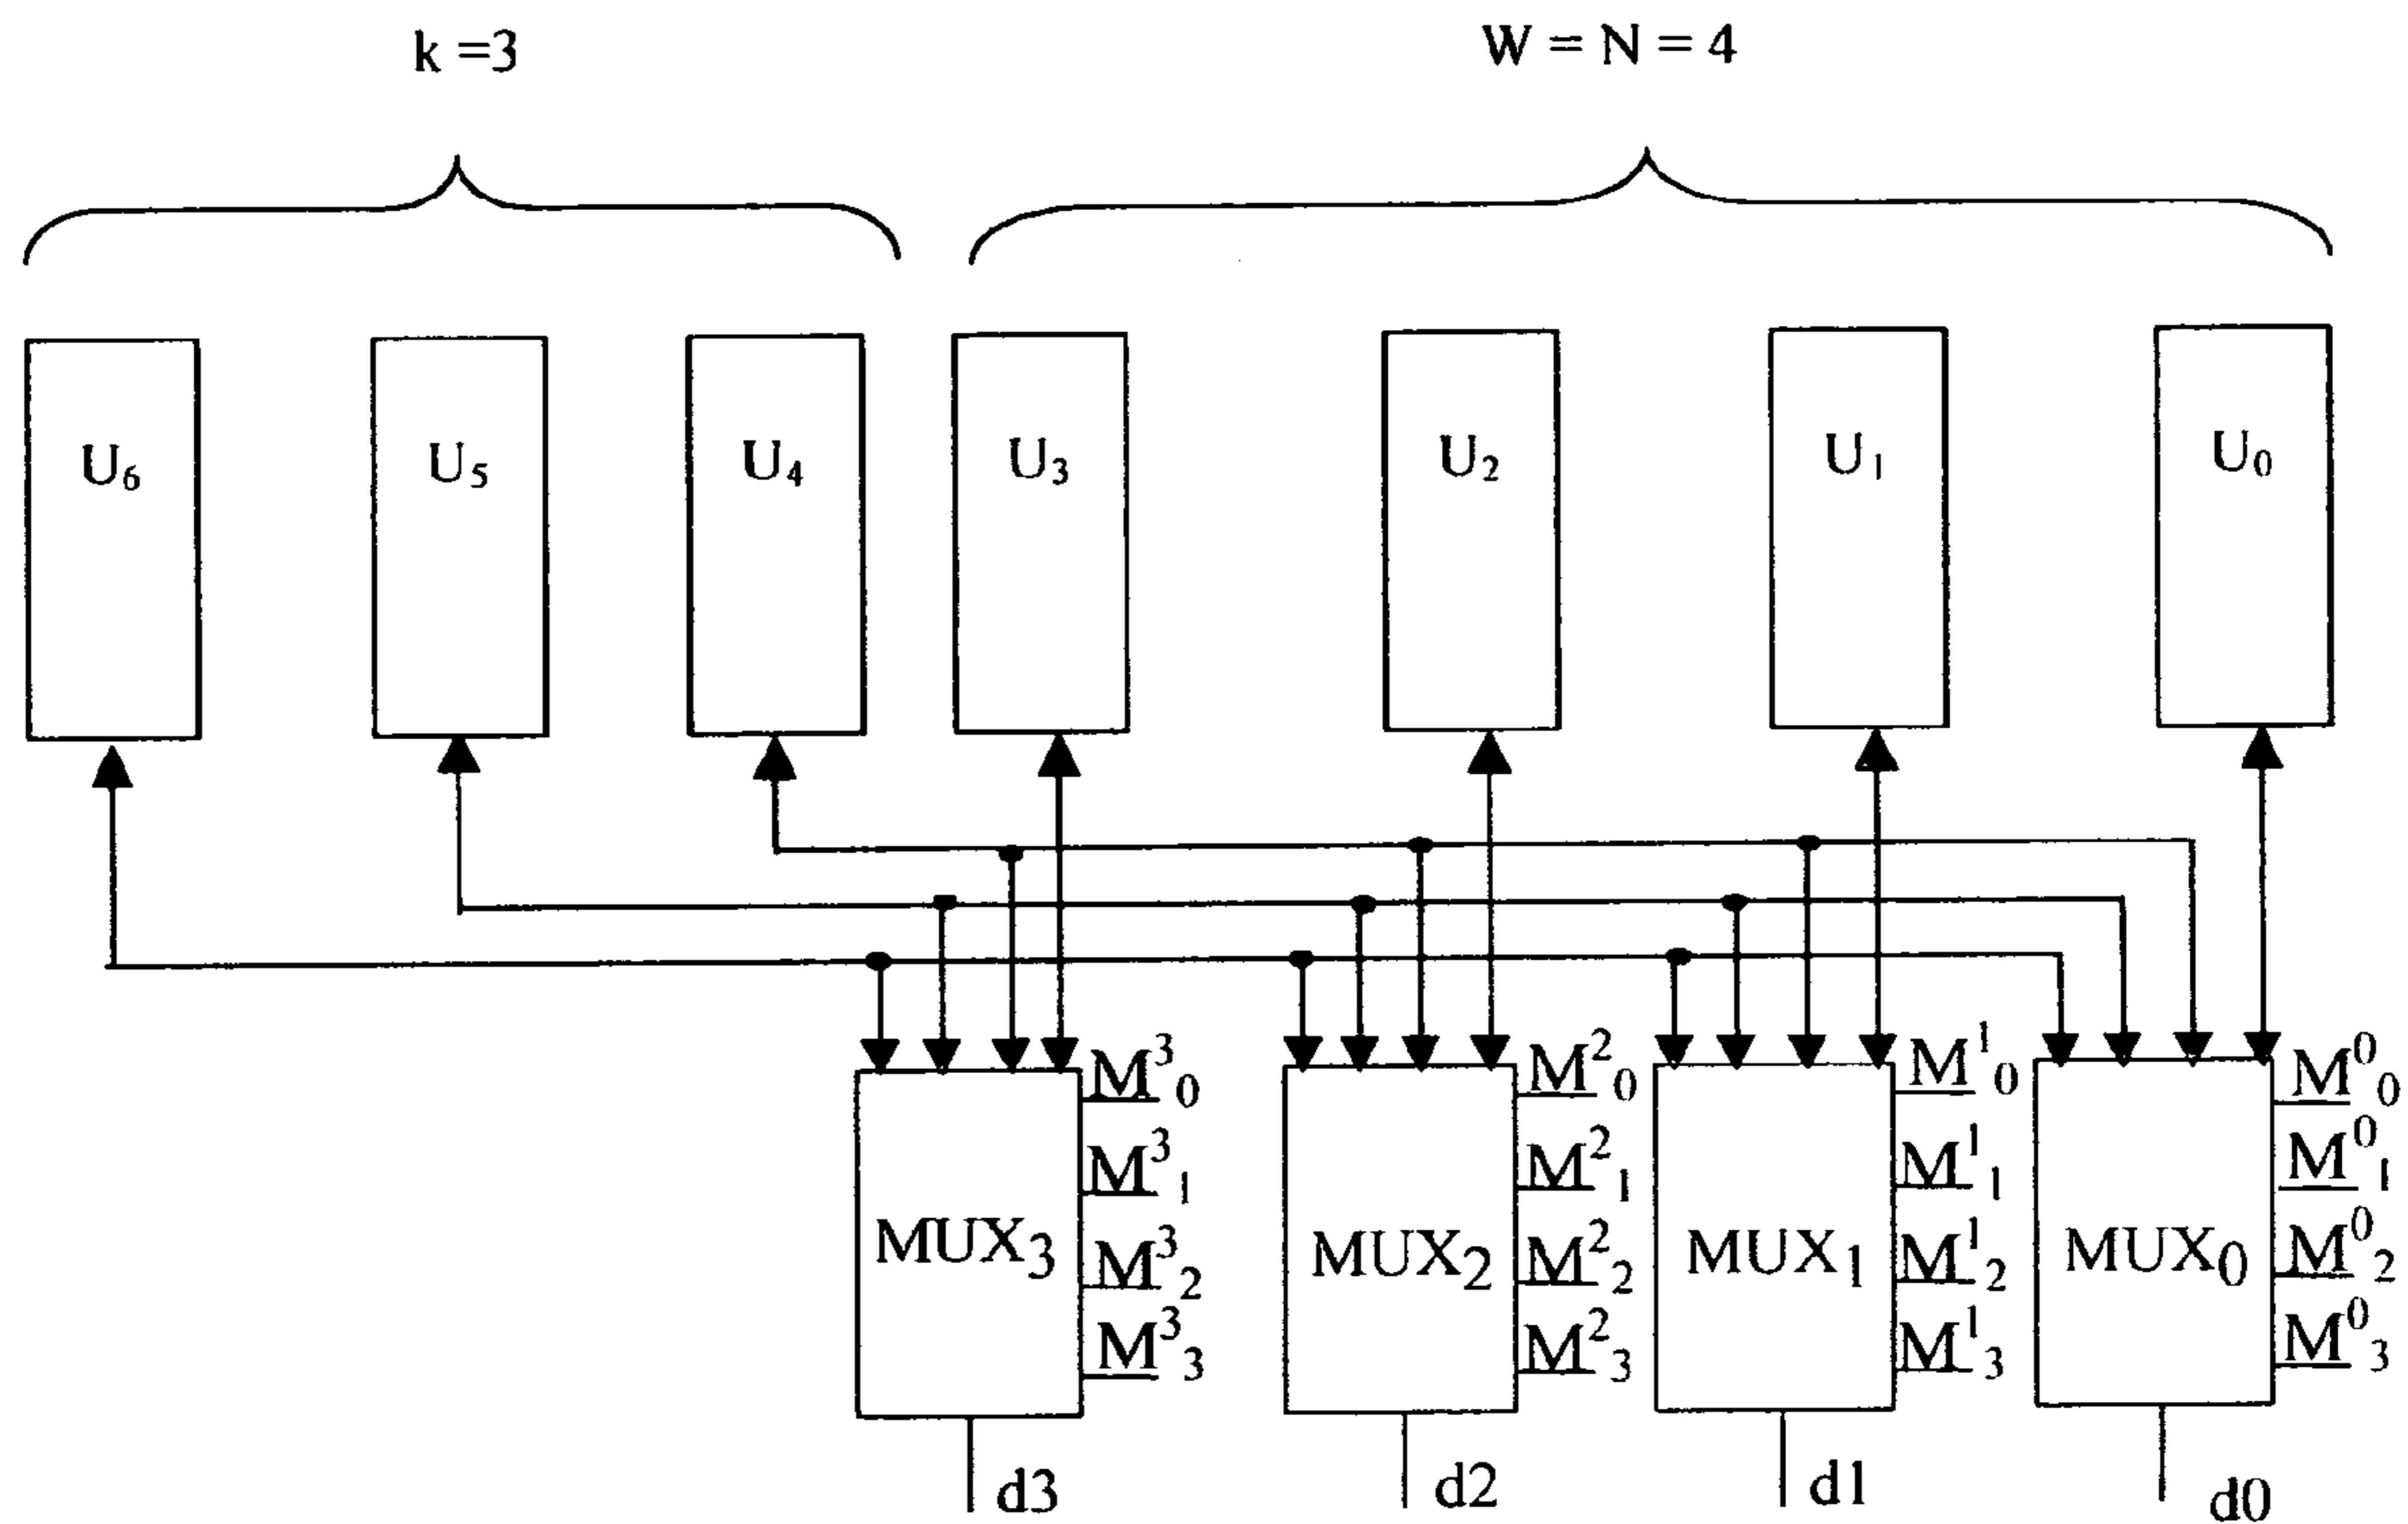 k =3
W = N = 4
U₆
U₅
U₄
U₃
U₂
U₁
U₀
M³₀
M³₁
M³₂
M³₃
MUX₃
d3
M²₀
M²₁
M²₂
M²₃
MUX₂
d2
M¹₀
M¹₁
M¹₂
M¹₃
MUX₁
d1
M⁰₀
M⁰₁
M⁰₂
M⁰₃
MUX₀
d0